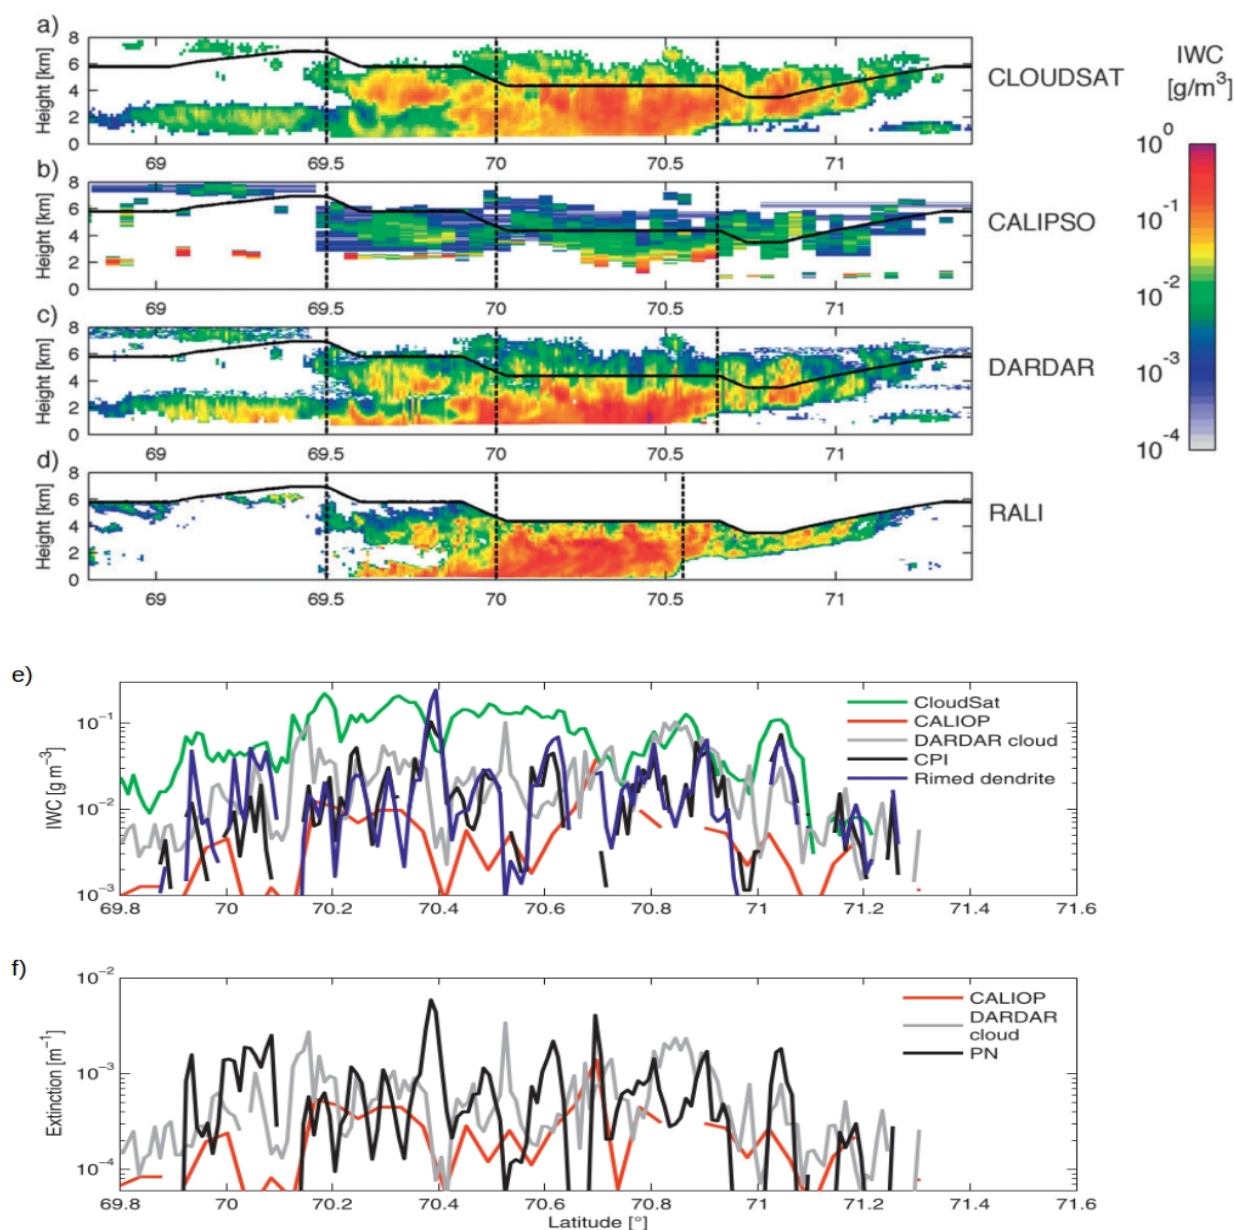 a)
8
6
4
2
0
Height [km]
69
69.5
70
70.5
71
CLOUDSAT
b)
8
6
4
2
0
Height [km]
69
69.5
70
70.5
71
CALIPSO
c)
8
6
4
2
0
Height [km]
69
69.5
70
70.5
71
DARDAR
d)
8
6
4
2
0
Height [km]
69
69.5
70
70.5
71
RALI
IWC
[g/m³]
10⁰
10⁻¹
10⁻²
10⁻³
10⁻⁴
e)
IWC [g m⁻³]
10⁻¹
10⁻²
10⁻³
CloudSat
CALIOP
DARDAR cloud
CPI
Rimed dendrite
69.8
70
70.2
70.4
70.6
70.8
71
71.2
71.4
71.6
f)
Extinction [m⁻¹]
10⁻²
10⁻³
10⁻⁴
CALIOP
DARDAR
cloud
PN
69.8
70
70.2
70.4
70.6
70.8
71
71.2
71.4
71.6
Latitude [°]